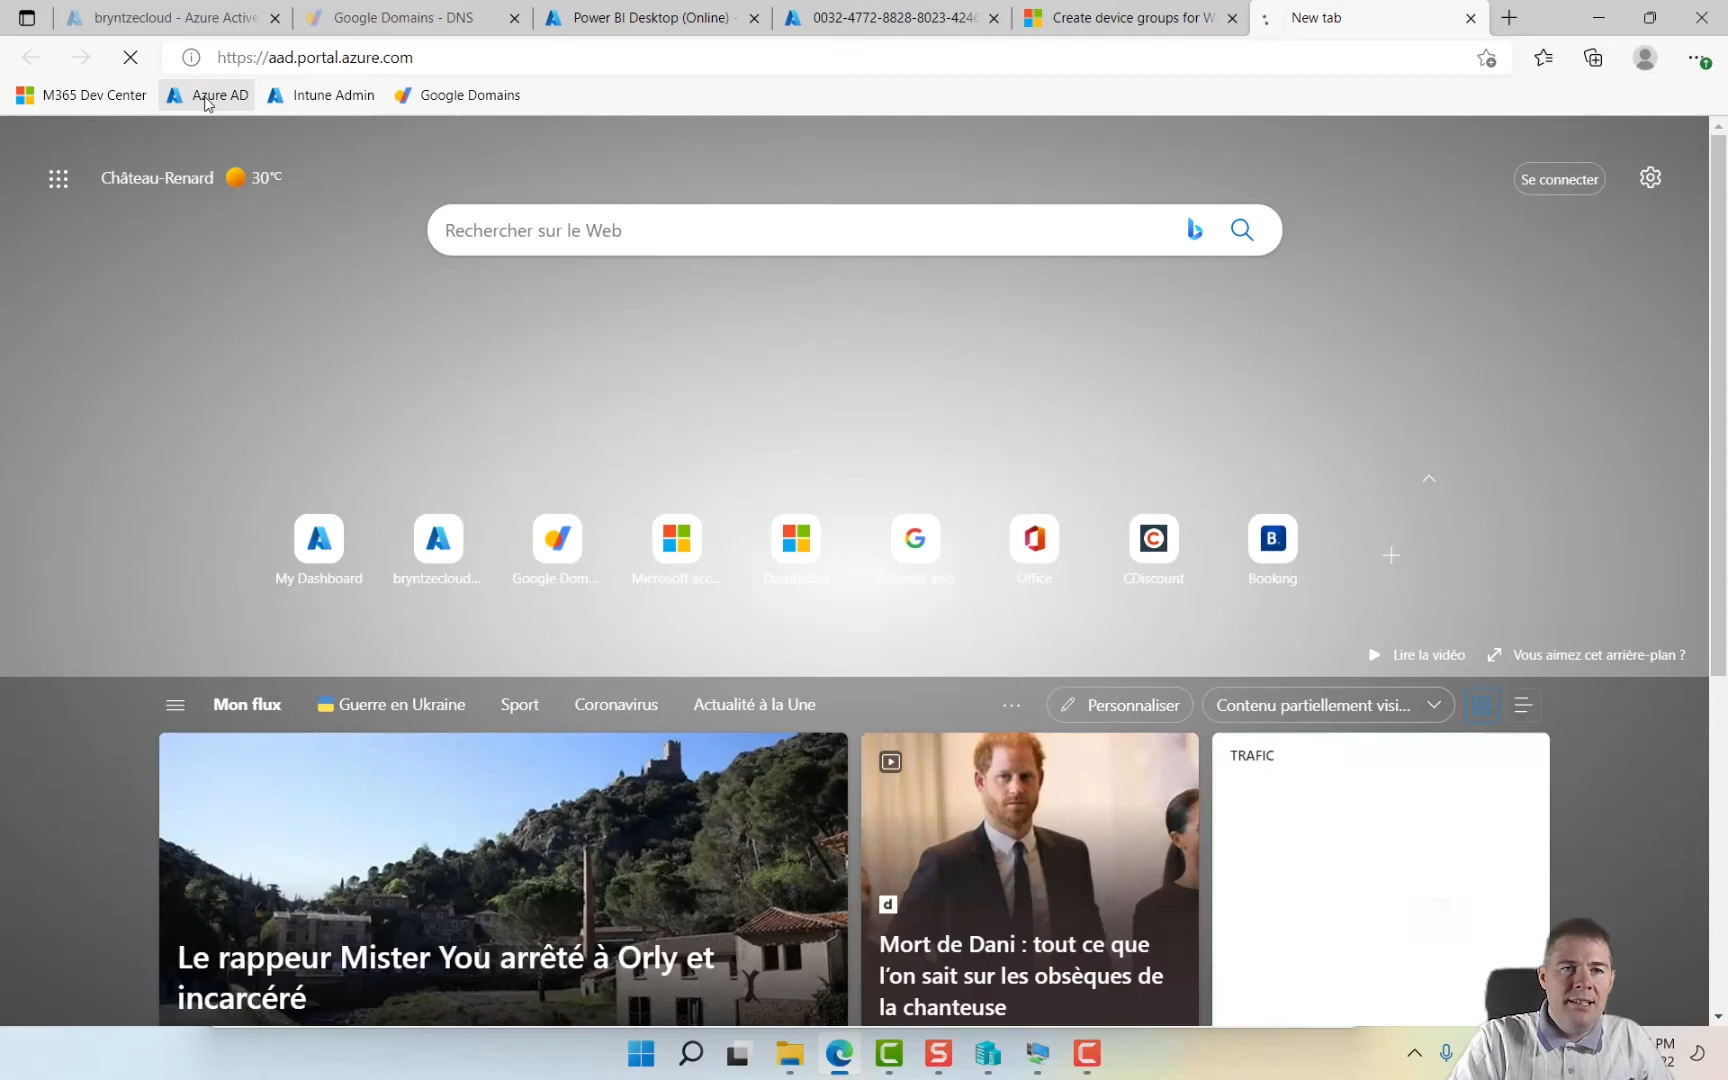 bryntzecloud - Azure Active
Google Domains - DNS
Power BI Desktop (Online) -
0032-4772-8828-8023-4246
Create device groups for W
New tab
https://aad.portal.azure.com
M365 Dev Center
Azure AD
Intune Admin
Google Domains
Château-Renard
30°C
Se connecter
Rechercher sur le Web
My Dashboard
bryntzecloud...
Google Dom...
Microsoft acc...
Dashboard
Office
CDiscount
B.
Booking
Lire la vidéo
Vous aimez cet arrière-plan ?
Mon flux
Guerre en Ukraine
Sport
Coronavirus
Actualité à la Une
...
Personnaliser
Contenu partiellement visi...
Le rappeur Mister You arrêté à Orly et
incarcéré
d
Mort de Dani : tout ce que
l'on sait sur les obsèques de
la chanteuse
TRAFIC
PM
22